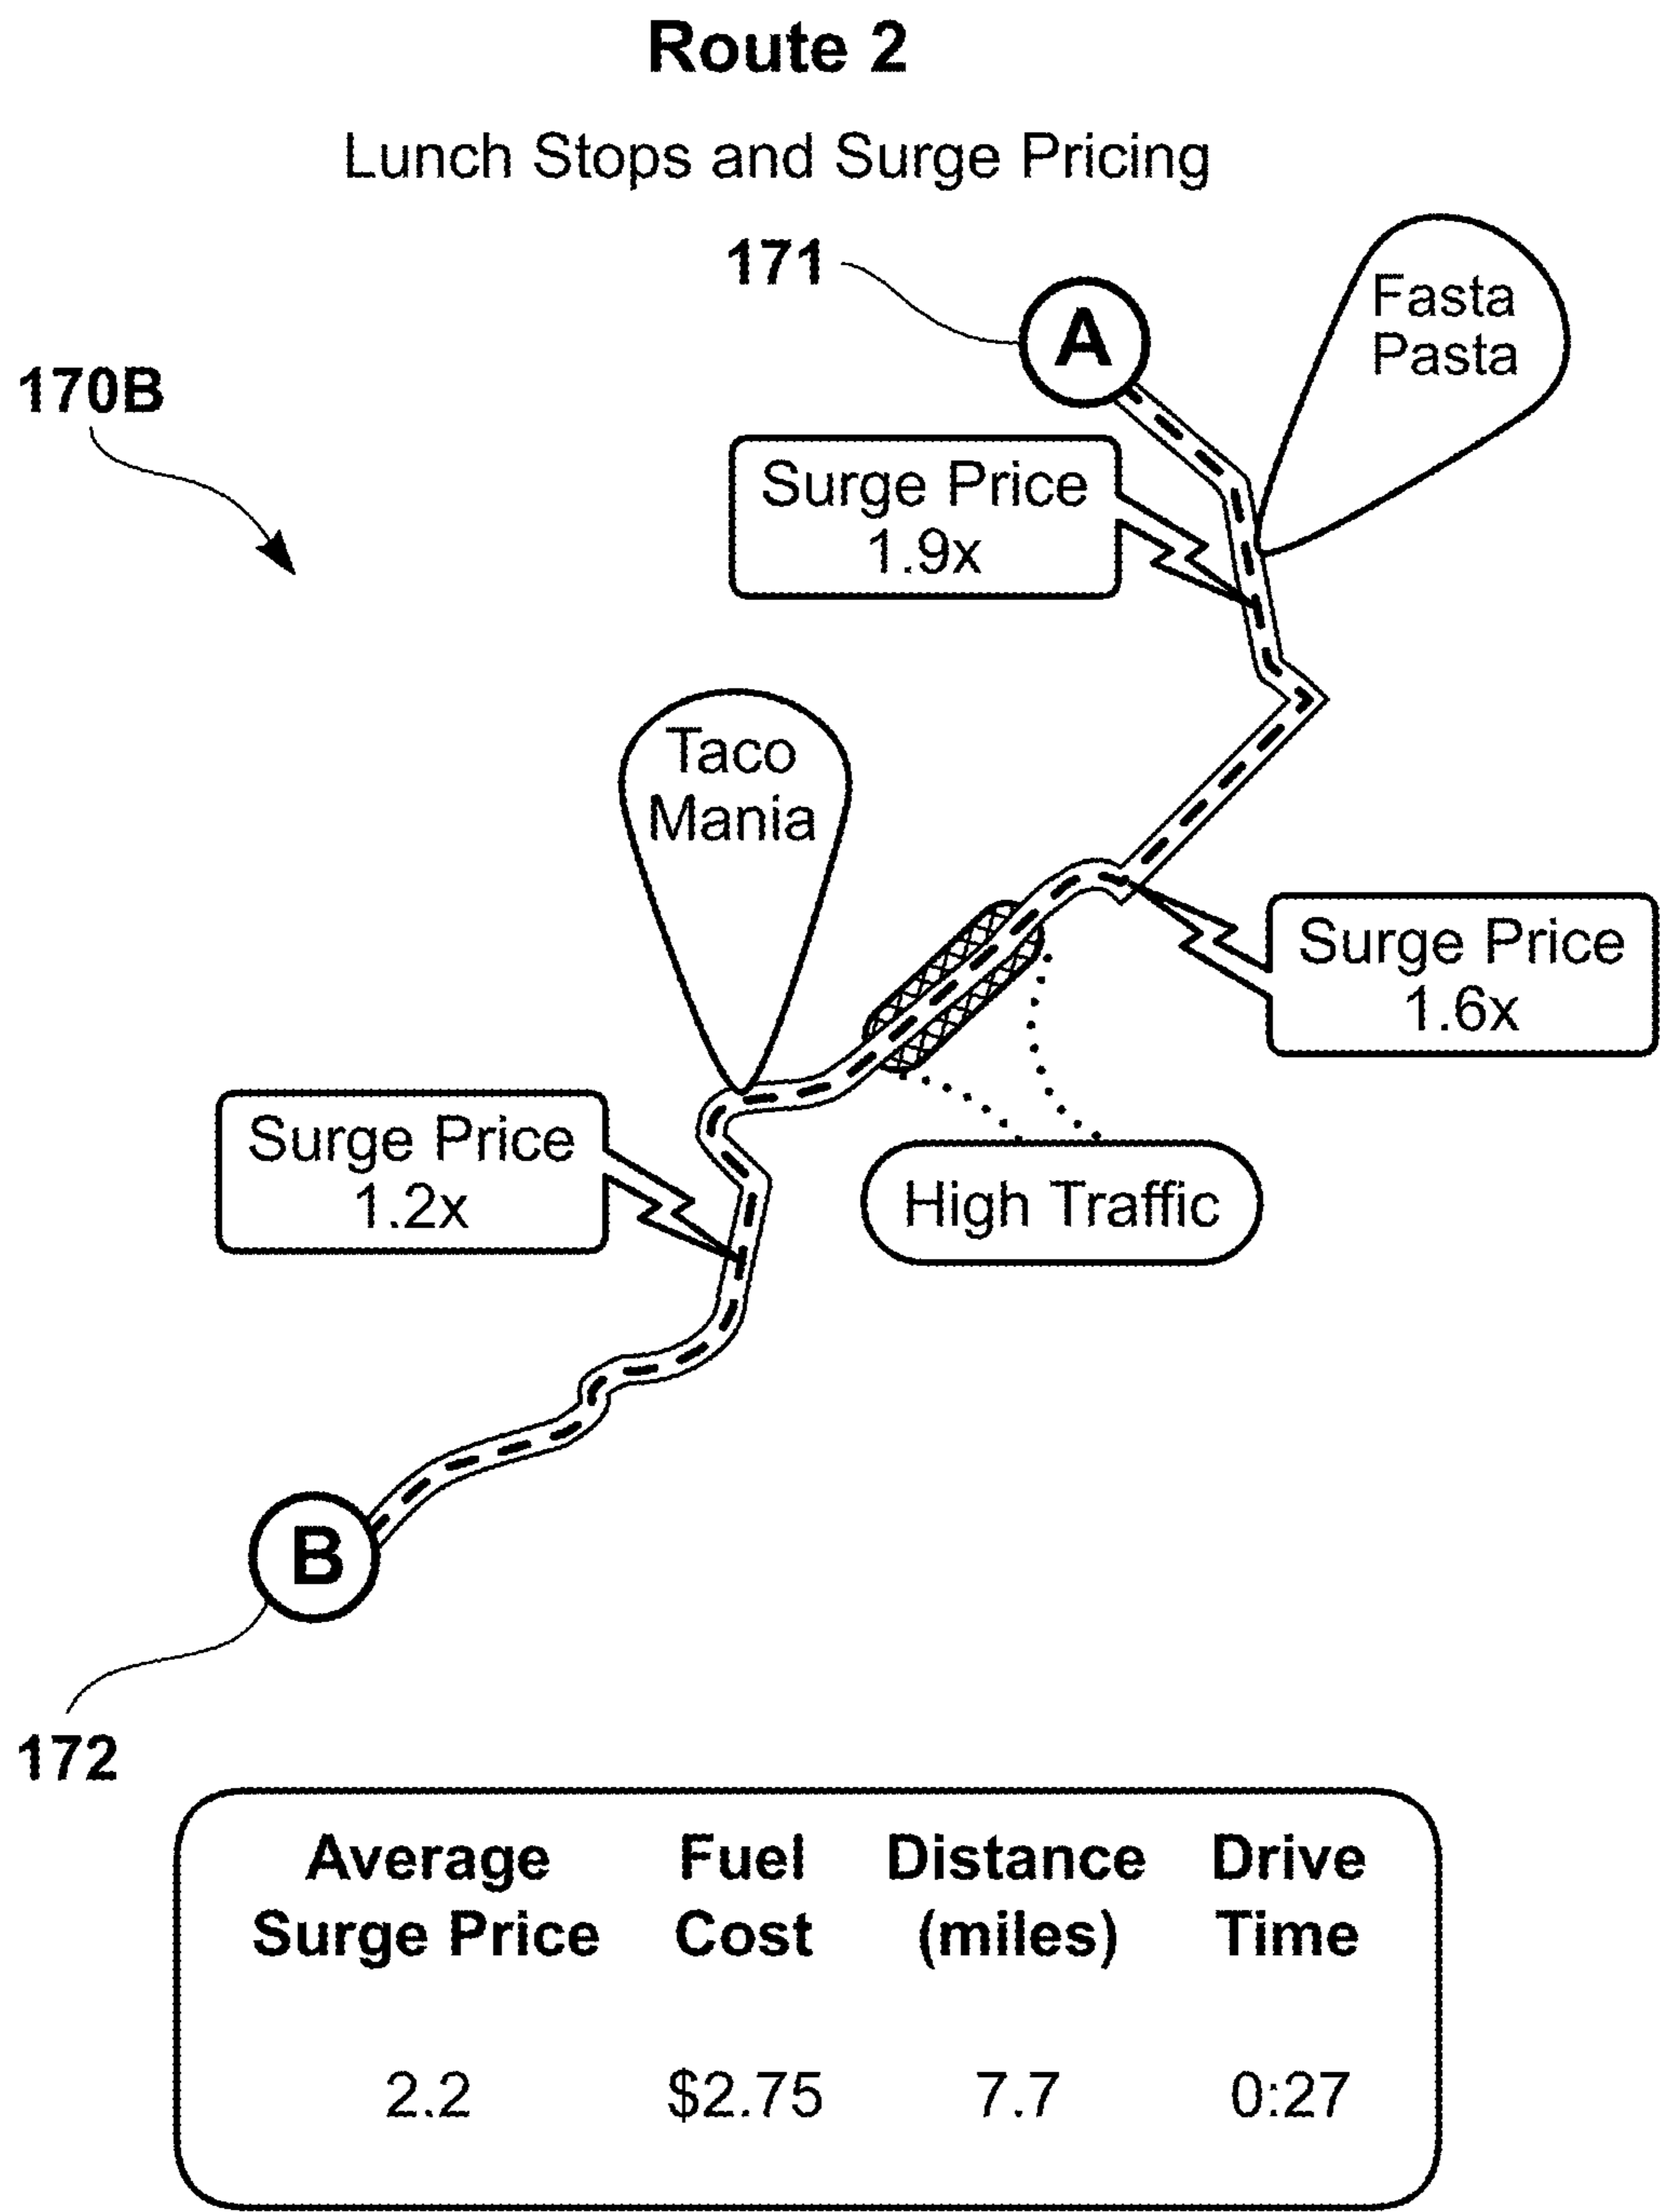 Route 2
Lunch Stops and Surge Pricing
171
A
Fasta
Pasta
170B
Surge Price
1.9x
Taco
Mania
Surge Price
1.6x
Surge Price
1.2x
High Traffic
B
172
Average Fuel Distance Drive
Surge Price Cost (miles) Time
2.2 $2.75 7.7 0:27